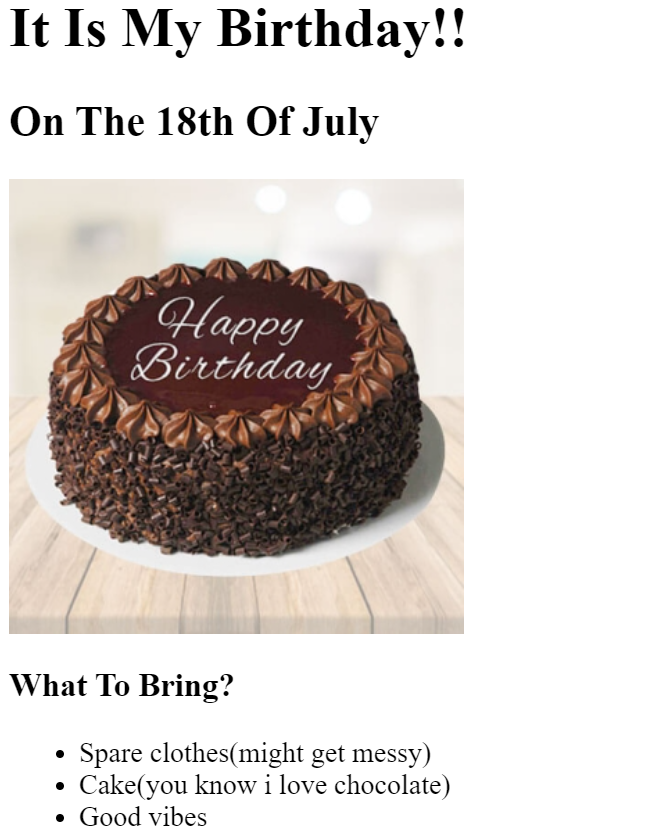 It Is My Birthday!!
On The 18th Of July
Happy
Birthday
What To Bring?
Spare clothes(might get messy)
Cake(you know i love chocolate)
Good vibes